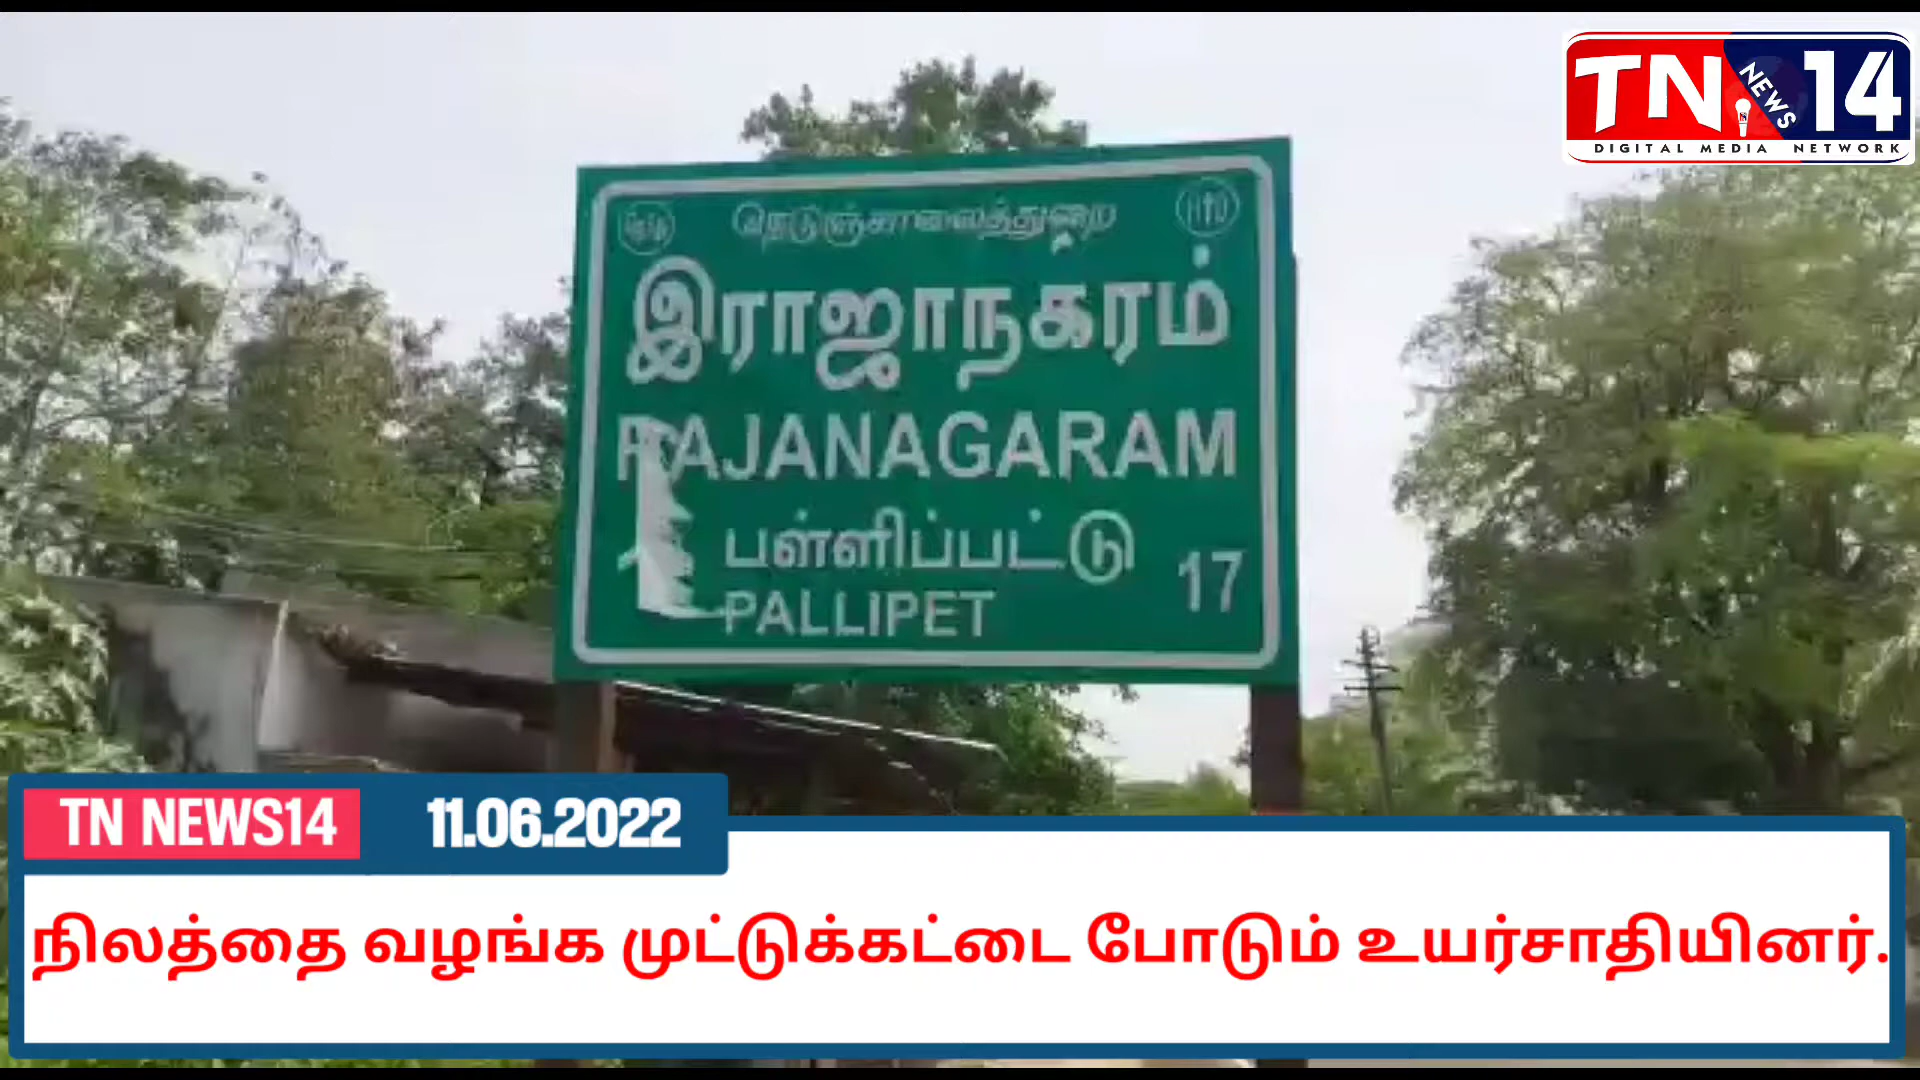 TN NEWS 14
DIGITAL MEDIA NETWORK
நெடுஞ்சாலைத்துறை
இராஜாநகரம்
RAJANAGARAM
பள்ளிப்பட்டு
PALLIPET 17
TN NEWS14 11.06.2022
நிலத்தை வழங்க முட்டுக்கட்டை போடும் உயர்சாதியினர்.